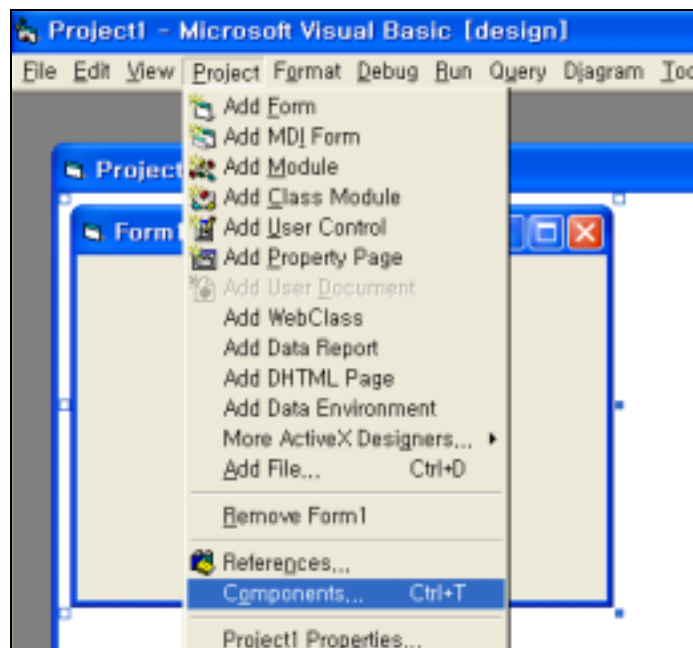 Project1 - Microsoft Visual Basic [design]
File Edit View Project Format Debug Run Query Diagram
Add Form
Add MDI Form
Project
Add Module
Add Class Module
Form1
Add User Control
Add Property Page
Add User Document
Add WebClass
Add Data Report
Add DHTML Page
Add Data Environment
More ActiveX Designers...
Add File... Ctrl+D
Remove Form1
References...
Components... Ctrl+T
Project1 Properties...